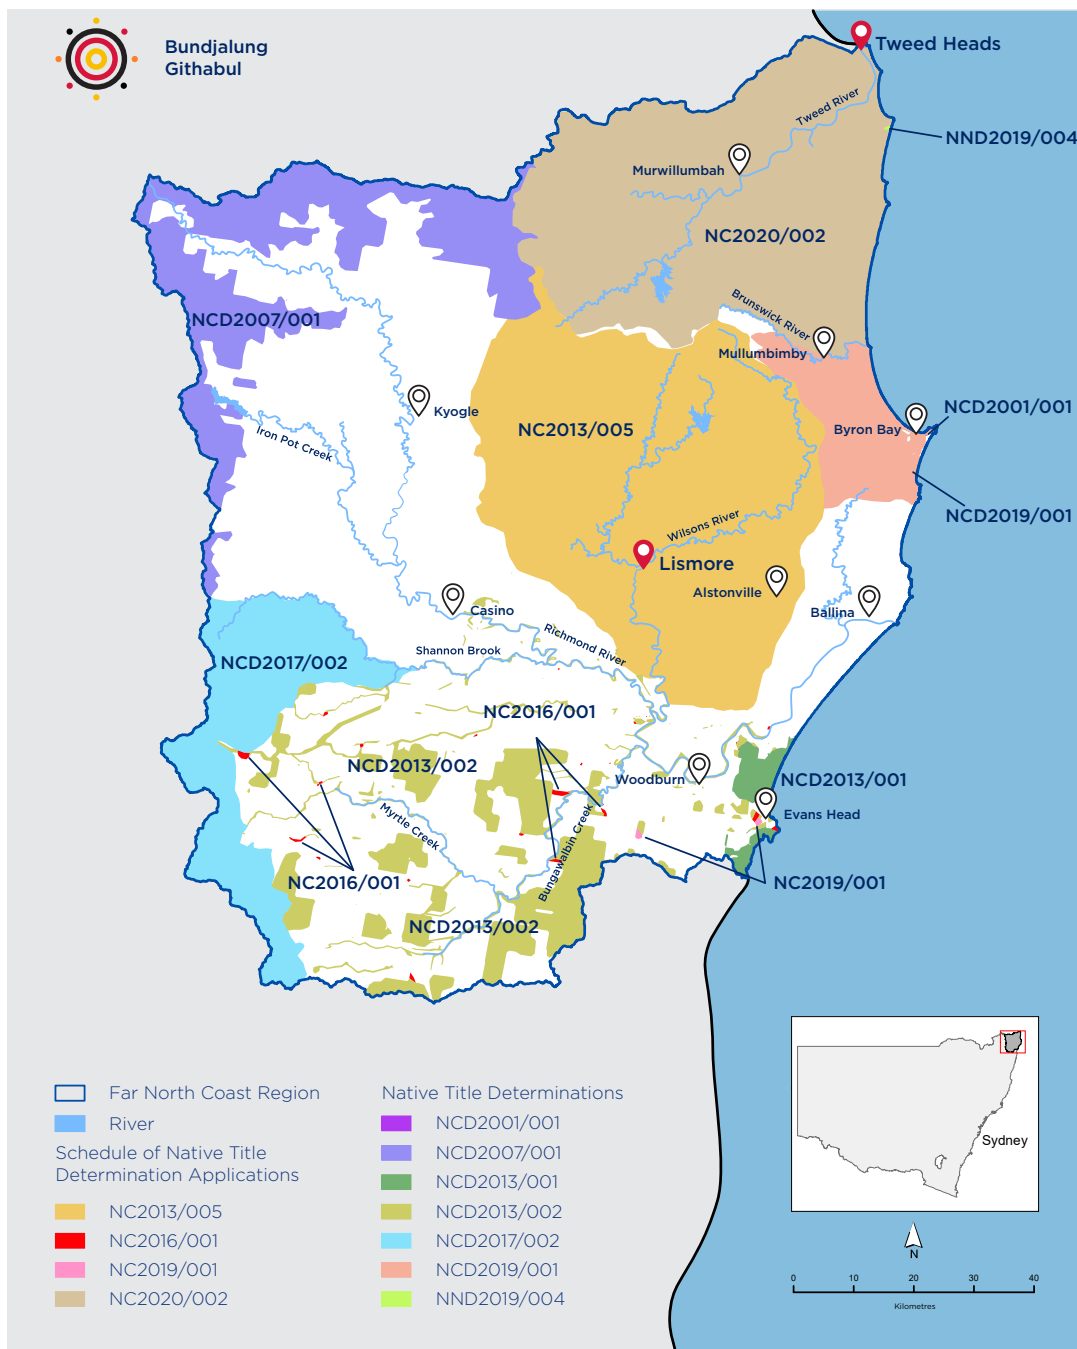 Bundjalung
Githabul
Tweed Heads
Tweed River
NND2019/004
Murwillumbah
NC2020/002
NCD2007/001
Brunswick River
Mullumbimby
NCD2001/001
Kyogle
Byron Bay
NC2013/005
Iron Pot Creek
NCD2019/001
Wilsons River
Lismore
Alstonville
Casino
Ballina
Richmond River
Shannon Brook
NCD2017/002
NC2016/001
NCD2013/002
Woodburn
NCD2013/001
Myrtle Creek
Evans Head
Bungawalbin Creek
NC2016/001
NC2019/001
NCD2013/002
Far North Coast Region
River
Schedule of Native Title
Determination Applications
NC2013/005
NC2016/001
NC2019/001
NC2020/002
Native Title Determinations
NCD2001/001
NCD2007/001
NCD2013/001
NCD2013/002
NCD2017/002
NCD2019/001
NND2019/004
Sydney
N
0 10 20 30 40
Kilometres